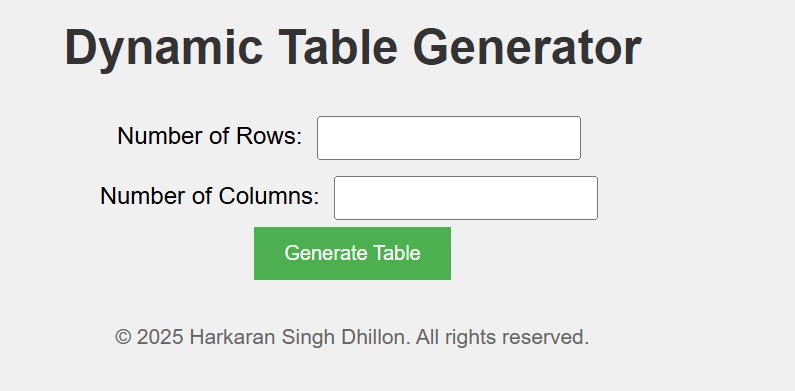 Dynamic Table Generator
Number of Rows:
Number of Columns:
Generate Table
© 2025 Harkaran Singh Dhillon. All rights reserved.